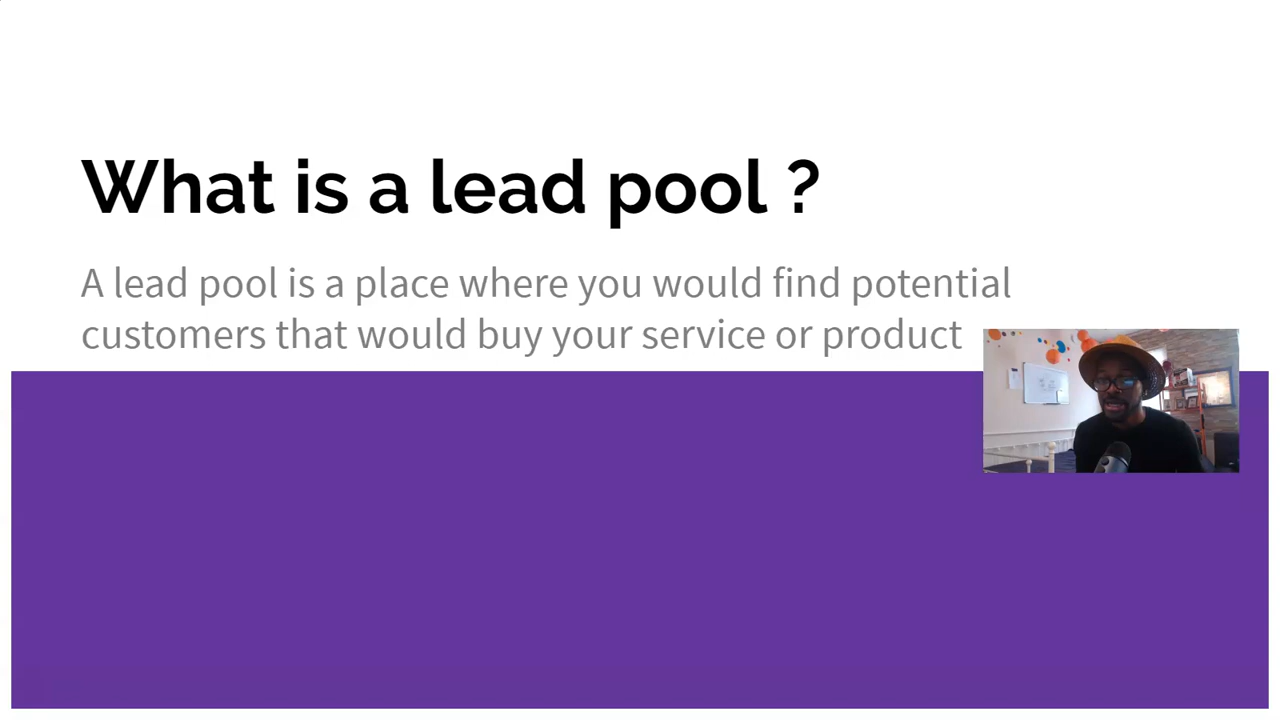 What is a lead pool ?
A lead pool is a place where you would find potential
customers that would buy your service or product